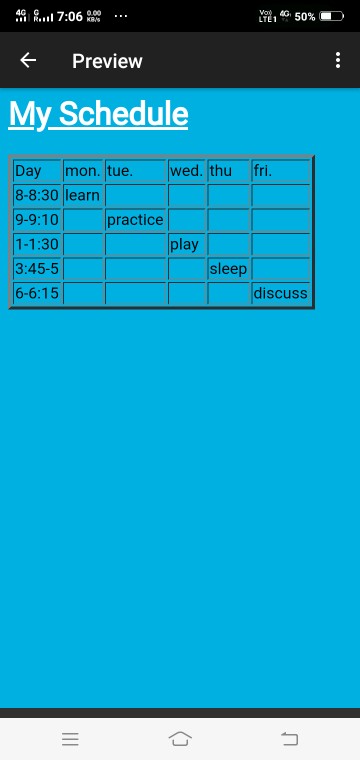 4G G R 7:06 0.00 KB/s ... Vo) LTE1 4G 50%
Preview
My Schedule
Day mon. tue. wed. thu fri.
8-8:30 learn
9-9:10 practice
1-1:30 play
3:45-5 sleep
6-6:15 discuss